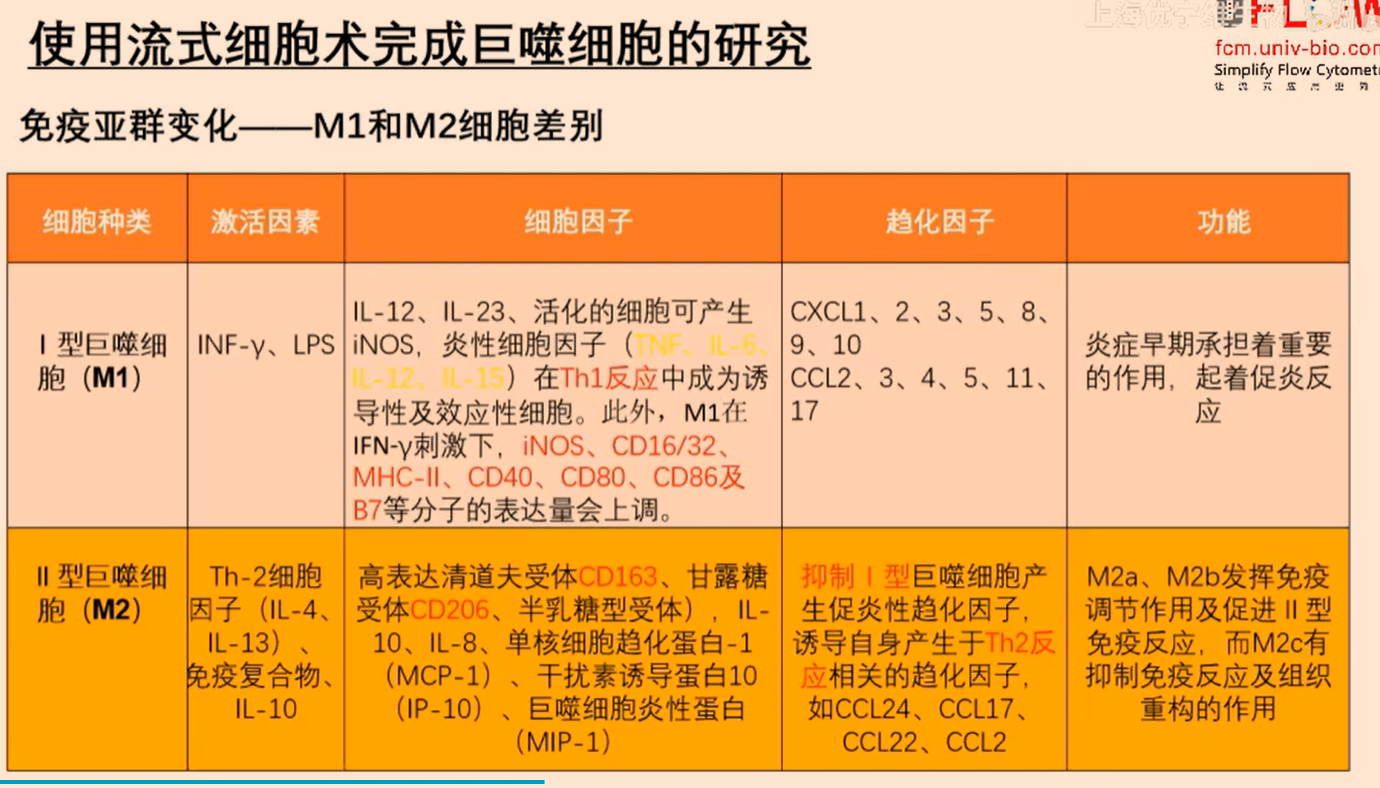 使用流式细胞术完成巨噬细胞的研究
fcm.univ-bio.com
Simplify Flow Cytomet
免疫亚群变化——M1和M2细胞差别
细胞种类
激活因素
细胞因子
趋化因子
功能
I 型巨噬细
胞（M1）
INF-γ、LPS
IL-12、IL-23、活化的细胞可产生
iNOS，炎性细胞因子（TNF、IL-6、
IL-12、IL-15）在Th1反应中成为诱
导性及效应性细胞。此外，M1在
IFN-γ刺激下，iNOS、CD16/32、
MHC-II、CD40、CD80、CD86及
B7等分子的表达量会上调。
CXCL1、2、3、5、8、
9、10
CCL2、3、4、5、11、
17
炎症早期承担着重要
的作用，起着促炎反
应
II 型巨噬细
胞（M2）
Th-2细胞
因子（IL-4、
IL-13）、
免疫复合物、
IL-10
高表达清道夫受体CD163、甘露糖
受体CD206、半乳糖型受体），IL-
10、IL-8、单核细胞趋化蛋白-1
（MCP-1）、干扰素诱导蛋白10
（IP-10）、巨噬细胞炎性蛋白
（MIP-1）
抑制 I 型巨噬细胞产
生促炎性趋化因子，
诱导自身产生于Th2反
应相关的趋化因子，
如CCL24、CCL17、
CCL22、CCL2
M2a、M2b发挥免疫
调节作用及促进 II 型
免疫反应，而M2c有
抑制免疫反应及组织
重构的作用